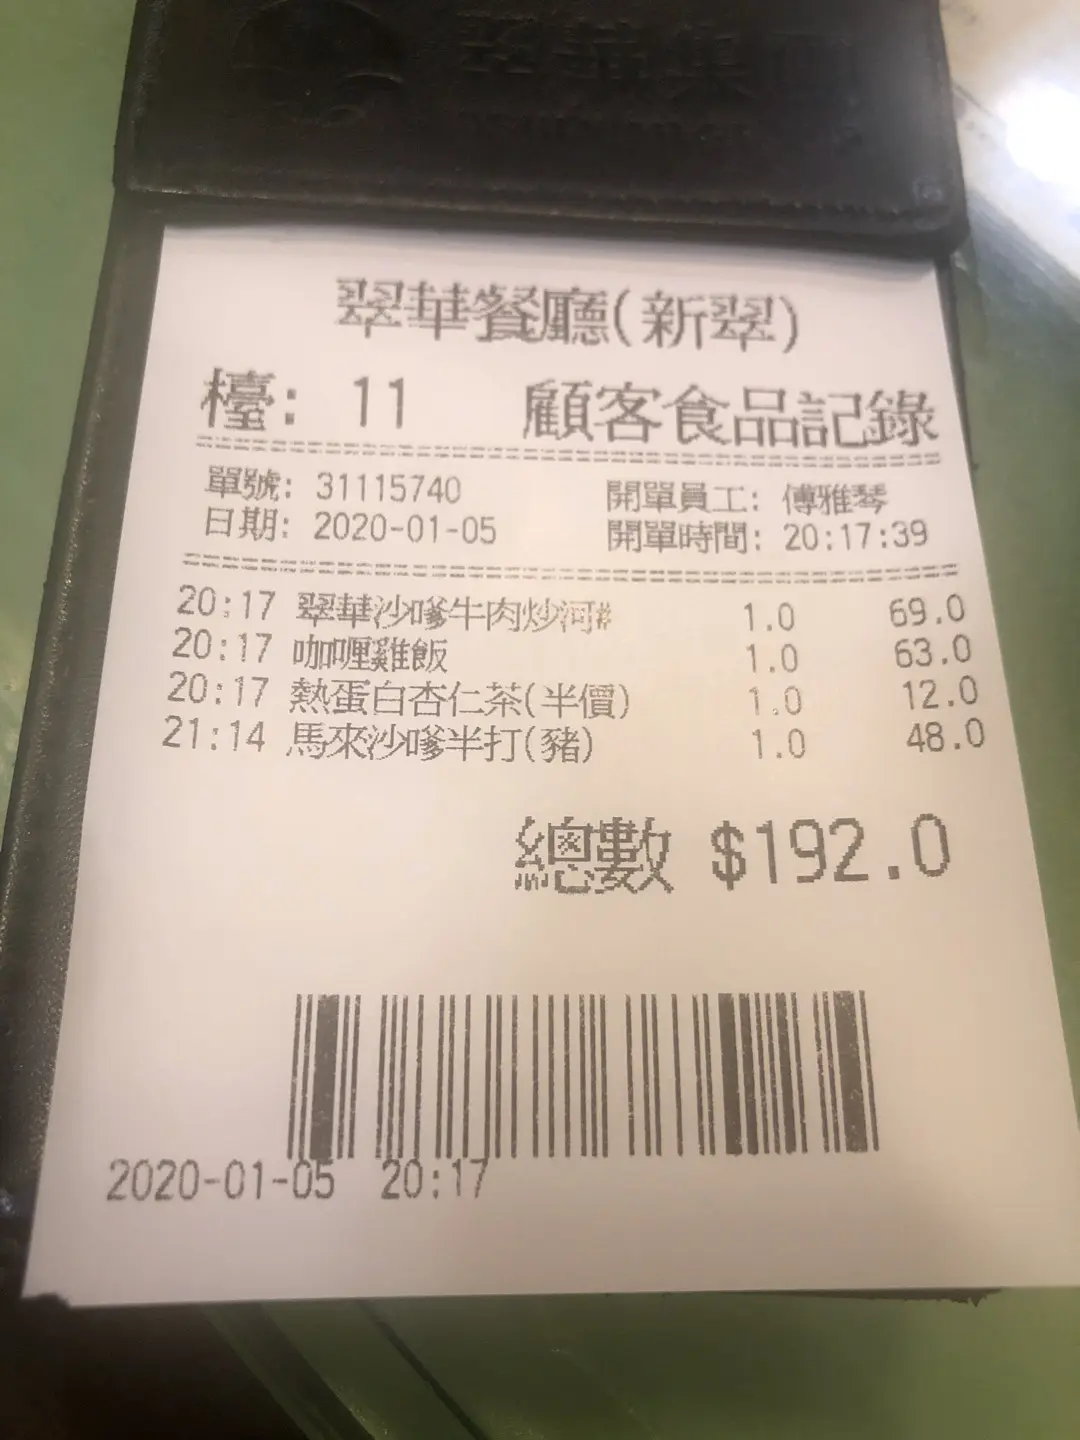 翠華集團
翠華餐廳(新翠)
檯: 11 顧客食品記錄
單號: 31115740 開單員工: 傅雅琴
日期: 2020-01-05 開單時間: 20:17:39
20:17 翠華沙嗲牛肉炒河# 1.0 69.0
20:17 咖喱雞飯 1.0 63.0
20:17 熱蛋白杏仁茶(半價) 1.0 12.0
21:14 馬來沙嗲半打(豬) 1.0 48.0
總數 $192.0
2020-01-05 20:17